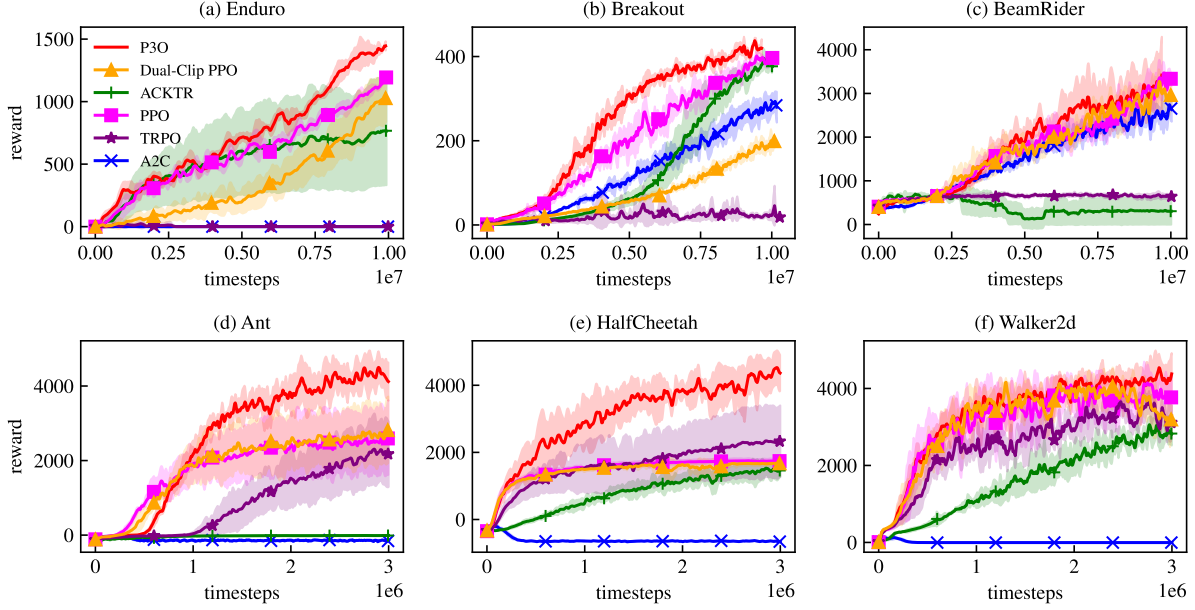 (a) Enduro
(b) Breakout
(c) BeamRider
1500
1000
500
0
reward
P3O
Dual-Clip PPO
ACKTR
PPO
TRPO
A2C
0.00 0.25 0.50 0.75 1.00
timesteps
1e7
400
200
0
0.00 0.25 0.50 0.75 1.00
timesteps
1e7
4000
3000
2000
1000
0
0.00 0.25 0.50 0.75 1.00
timesteps
1e7
(d) Ant
(e) HalfCheetah
(f) Walker2d
4000
2000
0
reward
0 1 2 3
timesteps
1e6
4000
2000
0
0 1 2 3
timesteps
1e6
4000
2000
0
0 1 2 3
timesteps
1e6